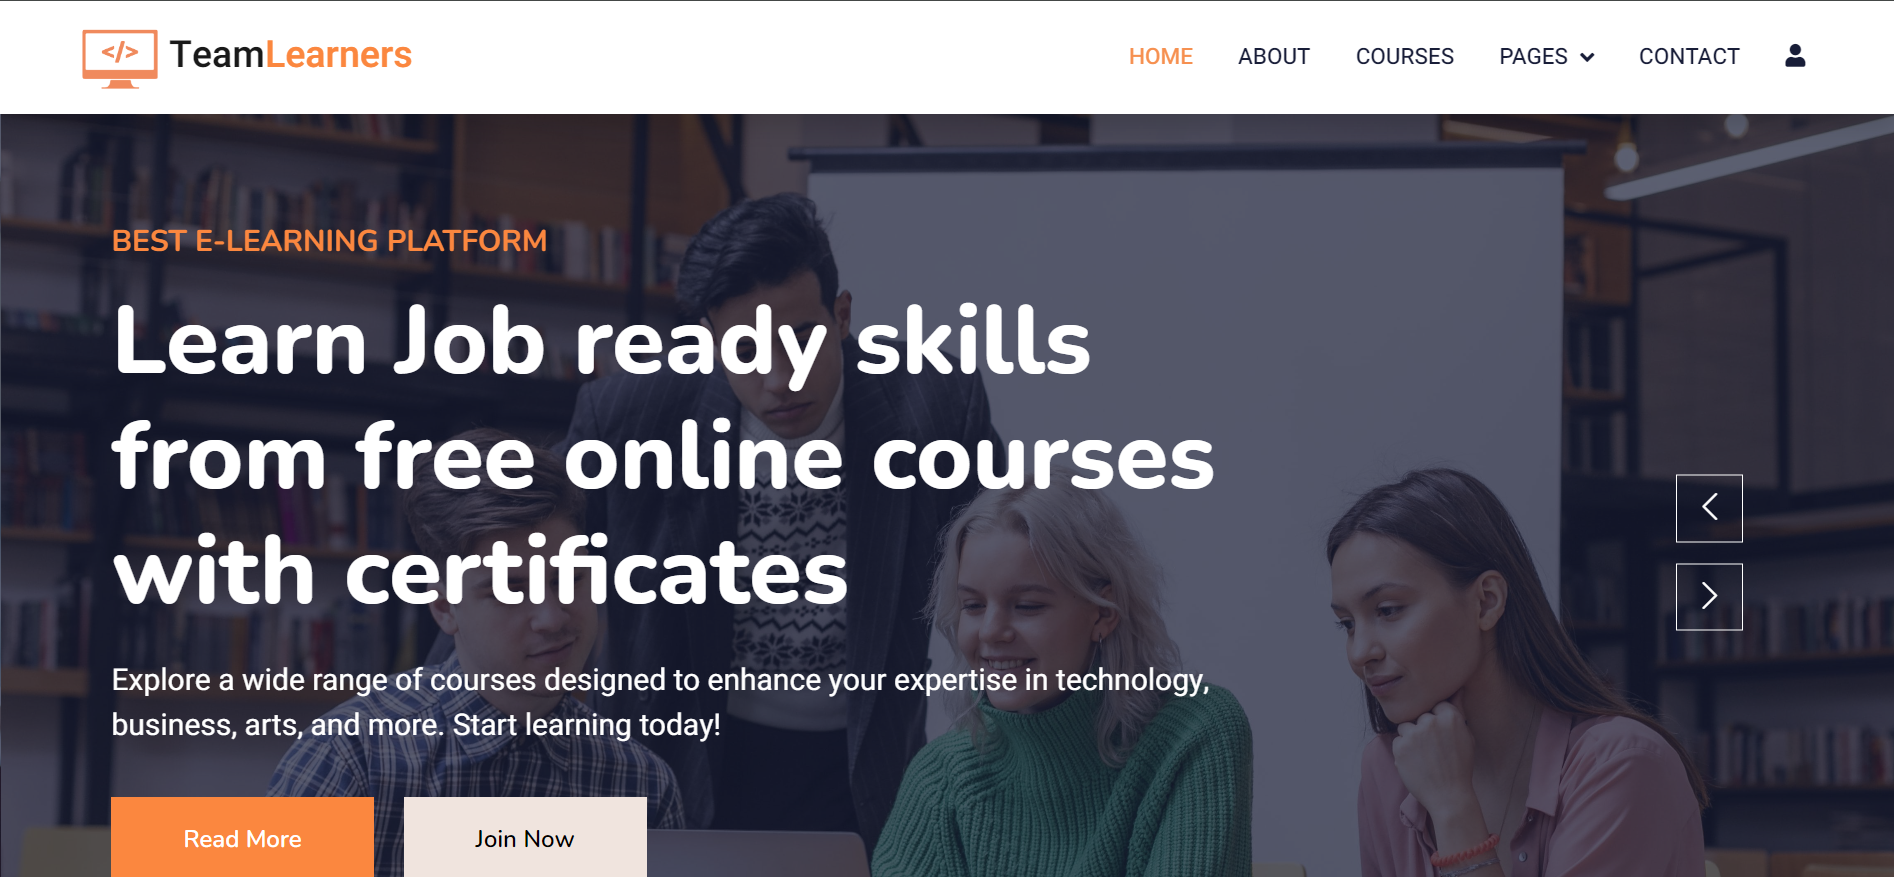 </> TeamLearners
HOME ABOUT COURSES PAGES CONTACT
BEST E-LEARNING PLATFORM
Learn Job ready skills
from free online courses
with certificates
Explore a wide range of courses designed to enhance your expertise in technology,
business, arts, and more. Start learning today!
Read More Join Now